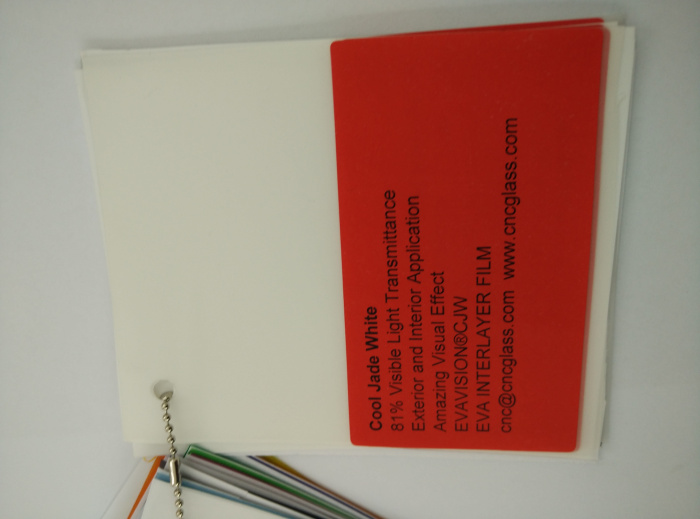 Cool Jade White
81% Visible Light Transmittance
Exterior and Interior Application
Amazing Visual Effect
EVAVISION®CJW
EVA INTERLAYER FILM
cnc@cncglass.com www.cncglass.com